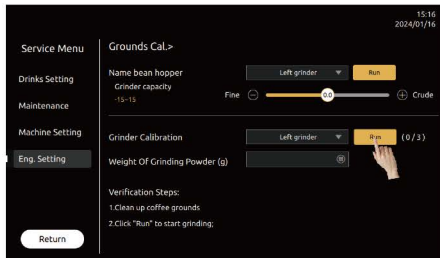 15:16
2024/01/16
Service Menu
Grounds Cal.>
Drinks Setting
Maintenance
Machine Setting
Eng. Setting
Return
Name bean hopper
Left grinder
Run
Grinder capacity
-15~15
Fine
0.0
Crude
Grinder Calibration
Left grinder
Run
(0/3)
Weight Of Grinding Powder (g)
Verification Steps:
1.Clean up coffee grounds
2.Click "Run" to start grinding;